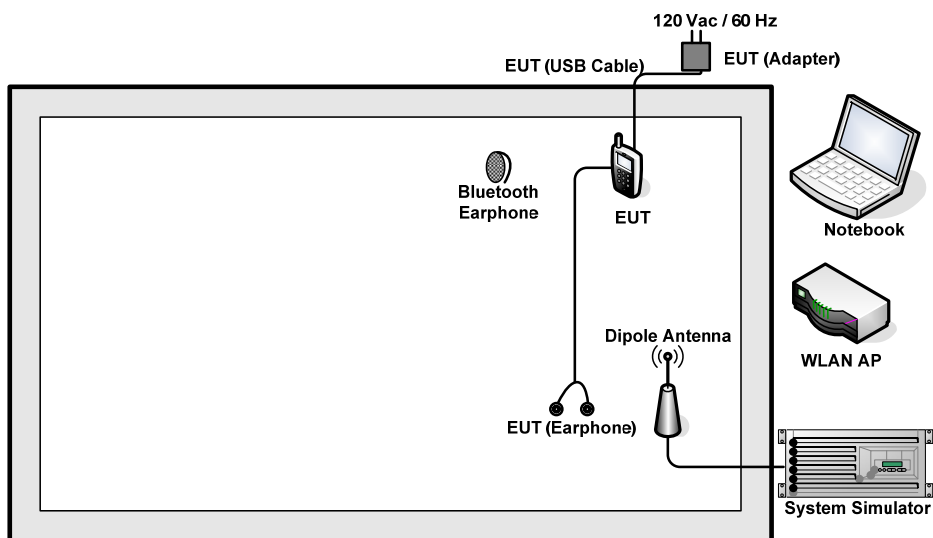 120 Vac / 60 Hz
EUT (USB Cable)
EUT (Adapter)
Bluetooth
Earphone
EUT
Notebook
Dipole Antenna
WLAN AP
EUT (Earphone)
System Simulator